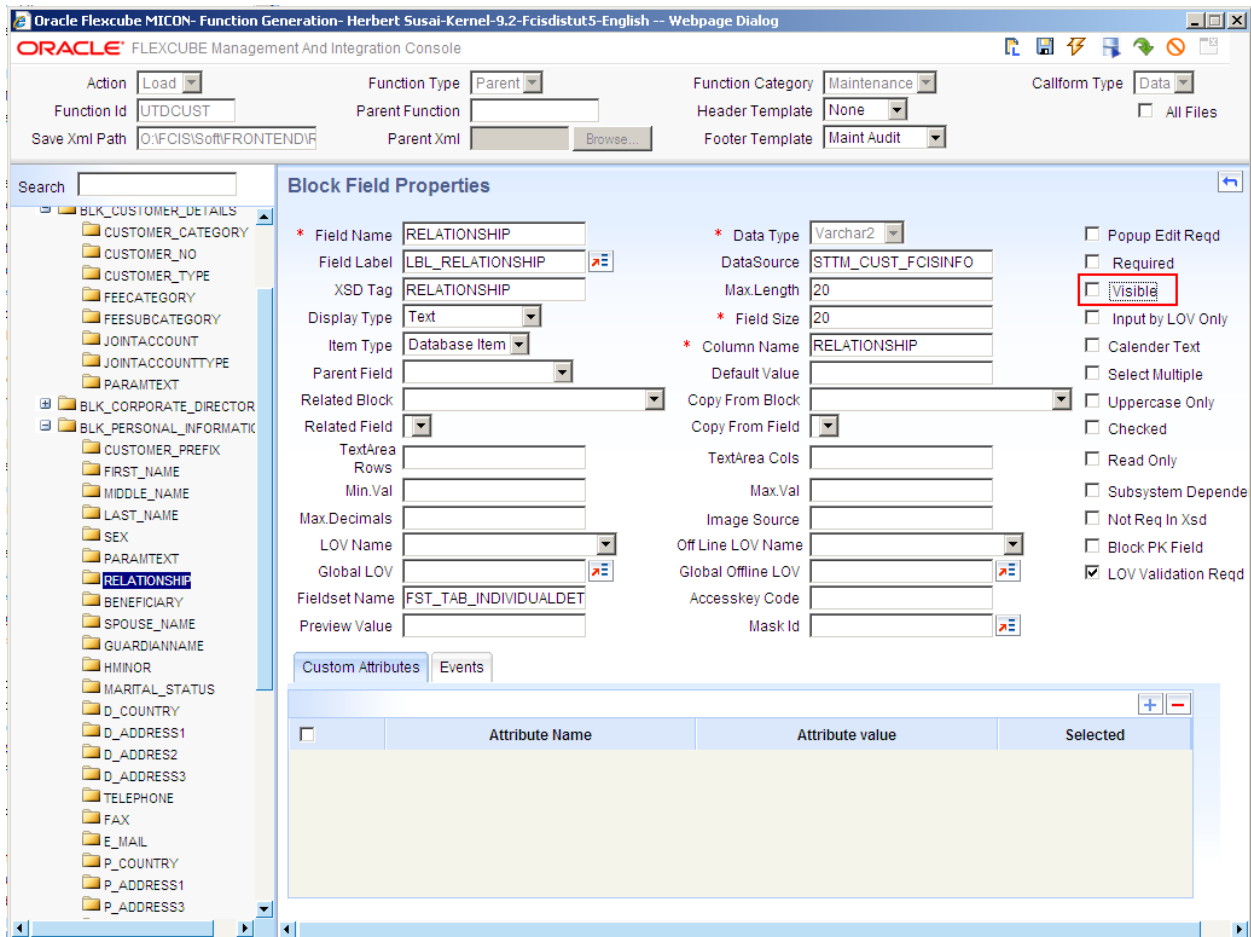 Oracle Flexcube MICON- Function Generation- Herbert Susai-Kernel-9.2-Fcisdistut5-English -- Webpage Dialog
ORACLE FLEXCUBE Management And Integration Console
Action Load Function Type Parent Function Category Maintenance Callform Type Data
Function Id UTDCUST Parent Function Header Template None All Files
Save Xml Path O:\FCIS\Soft\FRONTEND\R Parent Xml Browse... Footer Template Maint Audit
Search
BLK_CUSTOMER_DETAILS
CUSTOMER_CATEGORY
CUSTOMER_NO
CUSTOMER_TYPE
FEECATEGORY
FEESUBCATEGORY
JOINTACCOUNT
JOINTACCOUNTTYPE
PARAMTEXT
BLK_CORPORATE_DIRECTOR
BLK_PERSONAL_INFORMATIO
CUSTOMER_PREFIX
FIRST_NAME
MIDDLE_NAME
LAST_NAME
SEX
PARAMTEXT
RELATIONSHIP
BENEFICIARY
SPOUSE_NAME
GUARDIANNAME
HMINOR
MARITAL_STATUS
D_COUNTRY
D_ADDRESS1
D_ADDRES2
D_ADDRESS3
TELEPHONE
FAX
E_MAIL
P_COUNTRY
P_ADDRESS1
P_ADDRESS3
Block Field Properties
* Field Name RELATIONSHIP * Data Type Varchar2 Popup Edit Reqd
Field Label LBL_RELATIONSHIP DataSource STTM_CUST_FCISINFO Required
XSD Tag RELATIONSHIP Max.Length 20 Visible
Display Type Text * Field Size 20 Input by LOV Only
Item Type Database Item * Column Name RELATIONSHIP Calender Text
Parent Field Default Value Select Multiple
Related Block Copy From Block Uppercase Only
Related Field Copy From Field Checked
TextArea Rows TextArea Cols Read Only
Min.Val Max.Val Subsystem Depende
Max.Decimals Image Source Not Req In Xsd
LOV Name Off Line LOV Name Block PK Field
Global LOV Global Offline LOV LOV Validation Reqd
Fieldset Name FST_TAB_INDIVIDUALDET Accesskey Code
Preview Value Mask Id
Custom Attributes Events
Attribute Name Attribute value Selected